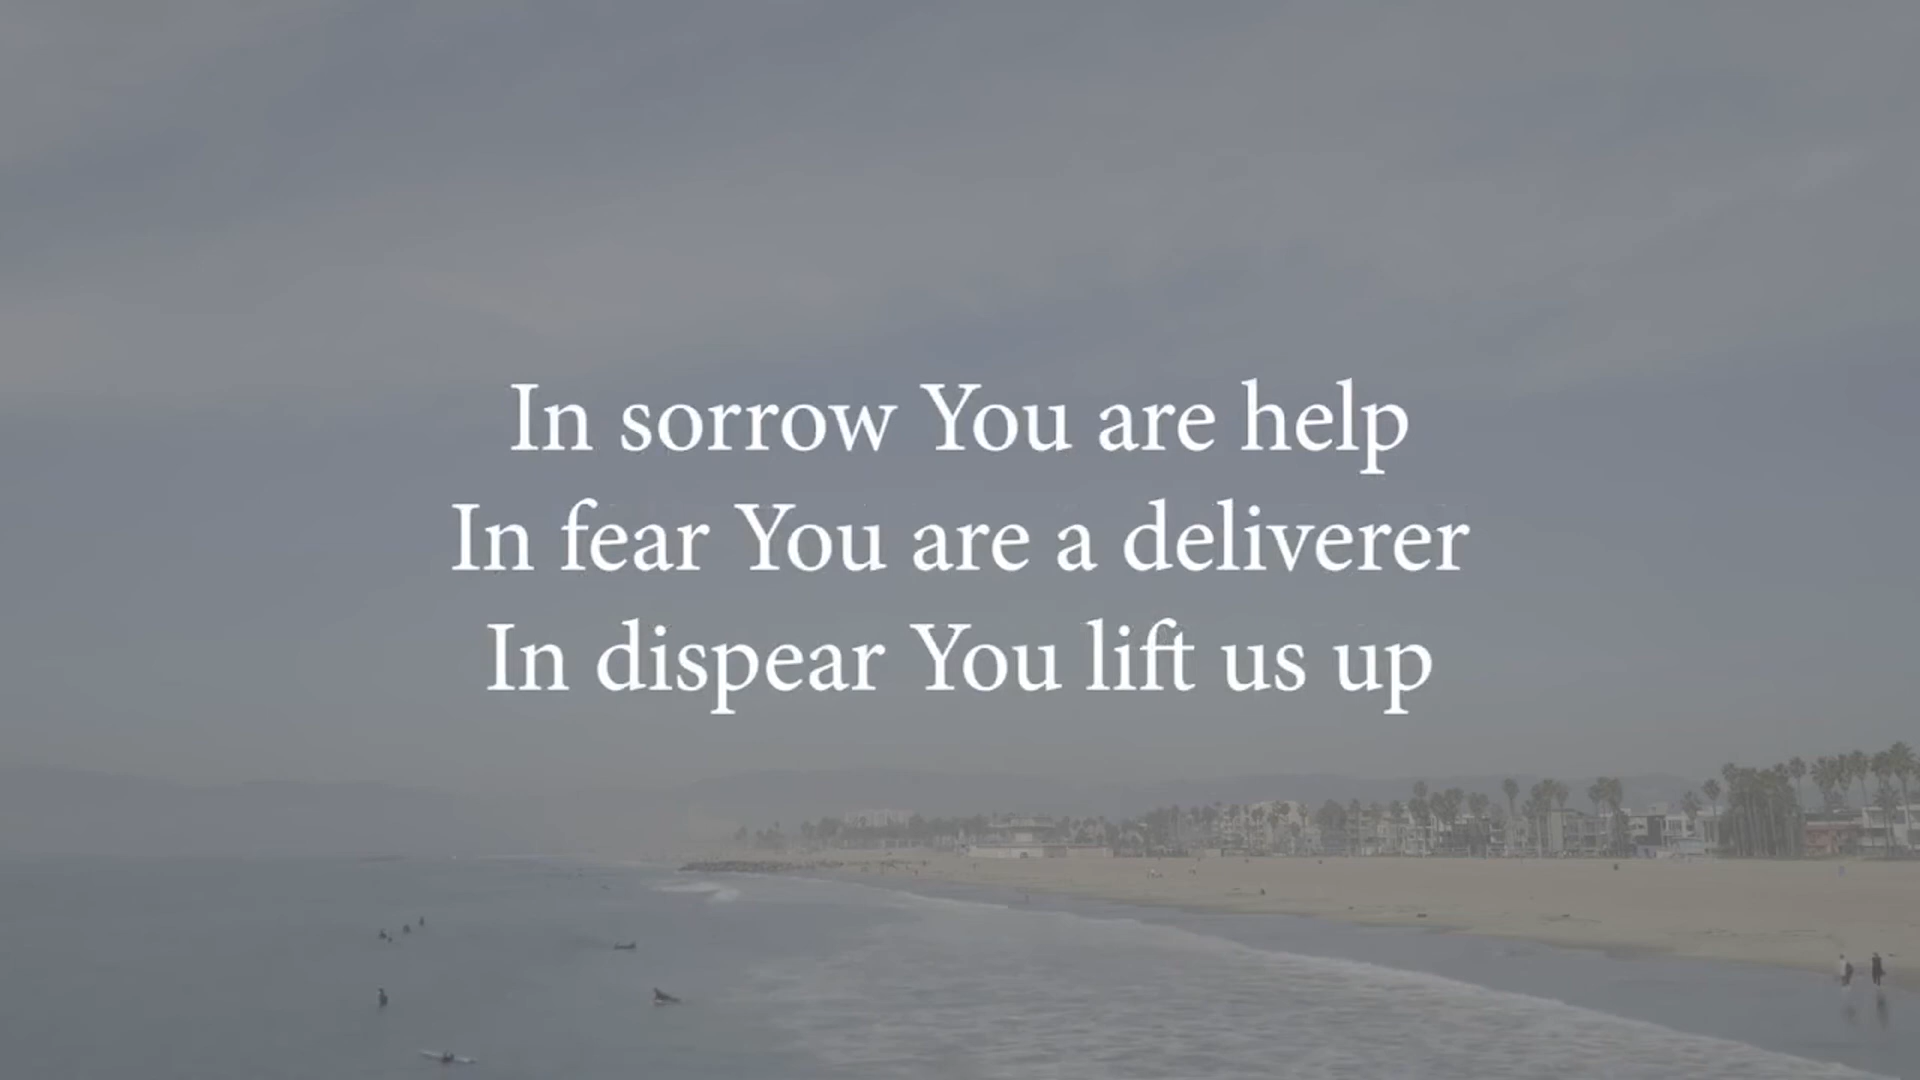 In sorrow You are help
In fear You are a deliverer
In dispear You lift us up